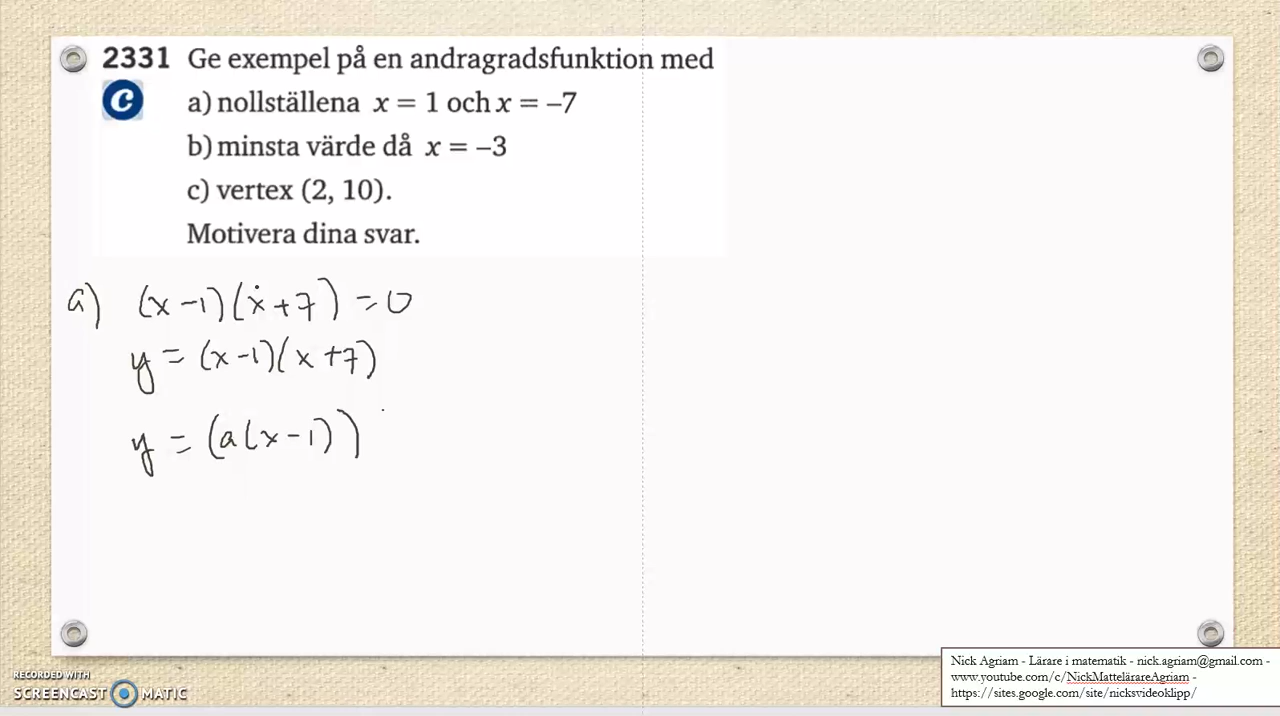 2331 Ge exempel på en andragradsfunktion med
C
a) nollställena x = 1 och x = –7
b) minsta värde då x = –3
c) vertex (2, 10).
Motivera dina svar.
a) (x-1)(x+7) = 0
y = (x-1)(x+7)
y = (a(x-1))
RECORDED WITH
SCREENCAST MATIC
Nick Agriam - Lärare i matematik - nick.agriam@gmail.com -
www.youtube.com/c/NickMattelärareAgriam -
https://sites.google.com/site/nicksvideoklipp/